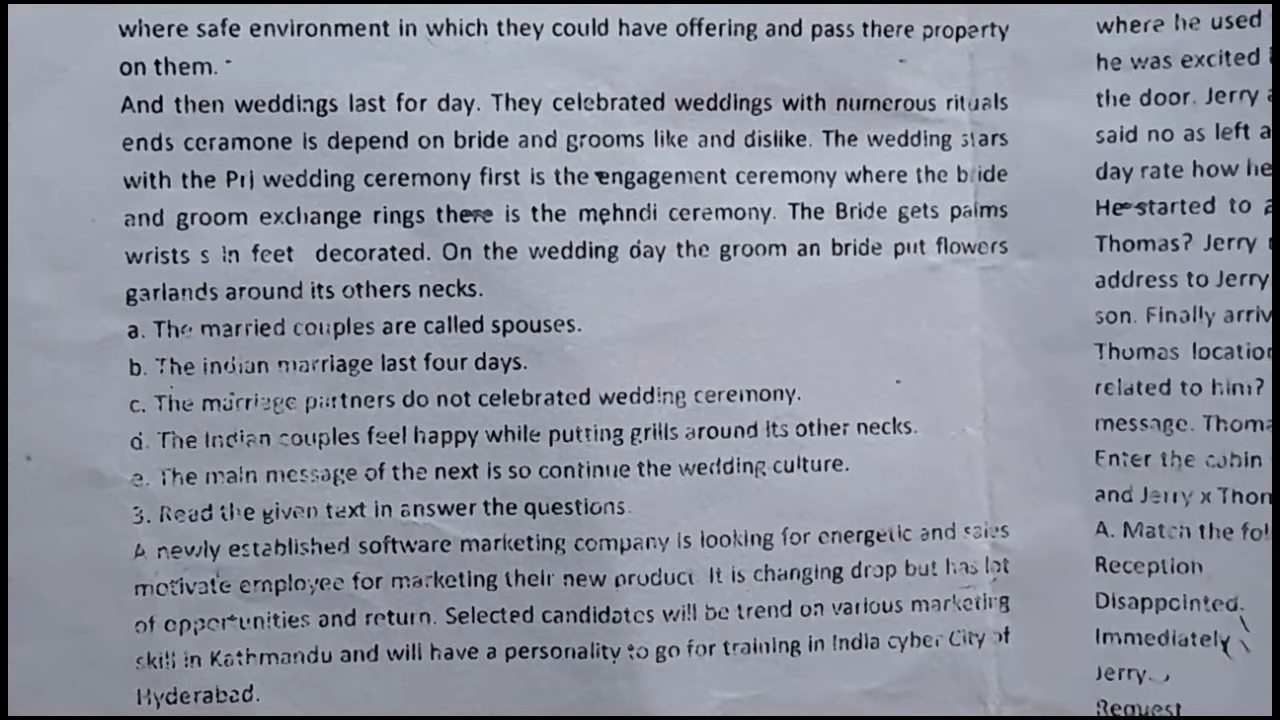 where safe environment in which they could have offering and pass there property
on them.
And then weddings last for day. They celebrated weddings with numerous rituals
ends ceramone is depend on bride and grooms like and dislike. The wedding stars
with the Prj wedding ceremony first is the engagement ceremony where the bride
and groom exchange rings there is the mehndi ceremony. The Bride gets palms
wrists s in feet decorated. On the wedding day the groom an bride put flowers
garlands around its others necks.
a. The married couples are called spouses.
b. The indian marriage last four days.
c. The marriage partners do not celebrated wedding ceremony.
d. The Indian couples feel happy while putting grills around its other necks.
e. The main message of the next is so continue the wedding culture.
3. Read the given text in answer the questions.
A newly established software marketing company is looking for energetic and sales
motivate employee for marketing their new product It is changing drop but has lot
of opportunities and return. Selected candidates will be trend on various marketing
skill in Kathmandu and will have a personality to go for training in India cyber City of
Hyderabad.
where he used
he was excited
the door. Jerry
said no as left a
day rate how he
He started to a
Thomas? Jerry
address to Jerry
son. Finally arriv
Thomas location
related to him?
message. Thoma
Enter the cabin
and Jerry x Thon
A. Match the fol
Reception
Disappointed.
Immediately
Jerry.
Request